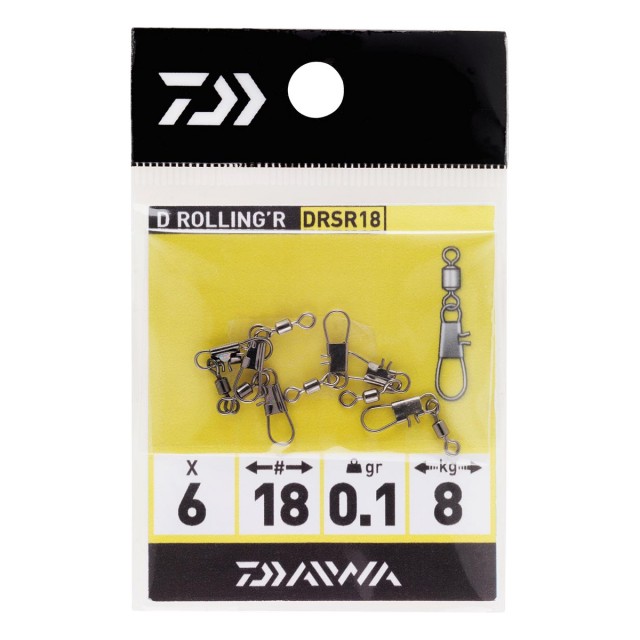 D ROLLING'R DRSR18
X # gr kg
6 18 0.1 8
DAIWA